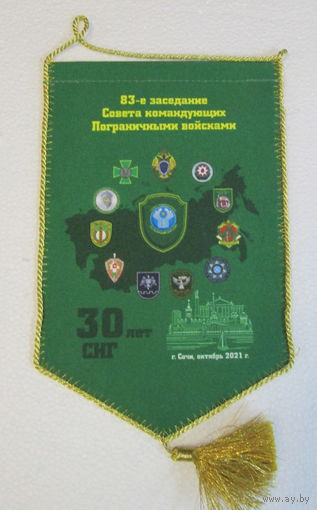 83-е заседание
Совета командующих
Пограничными войсками
30 лет
СНГ
г. Сочи, октябрь 2021 г.
www.ay.by